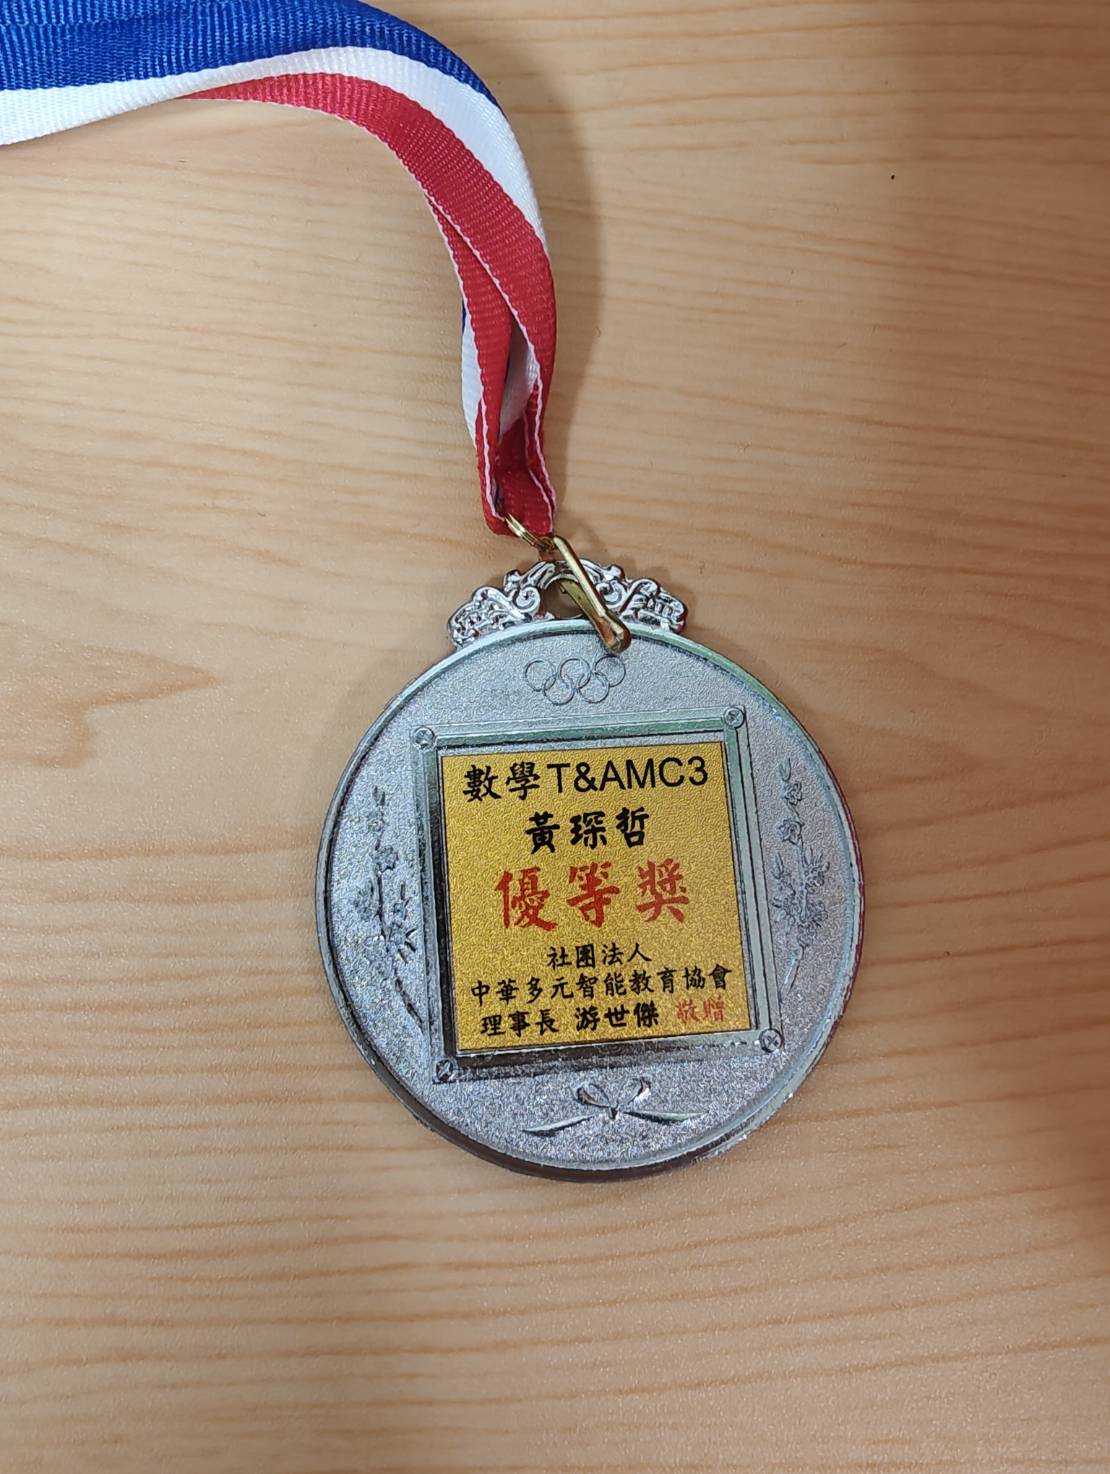 數學T&AMC3
黃琛哲
優等獎
社團法人
中華多元智能教育協會
理事長 游世傑 敬贈